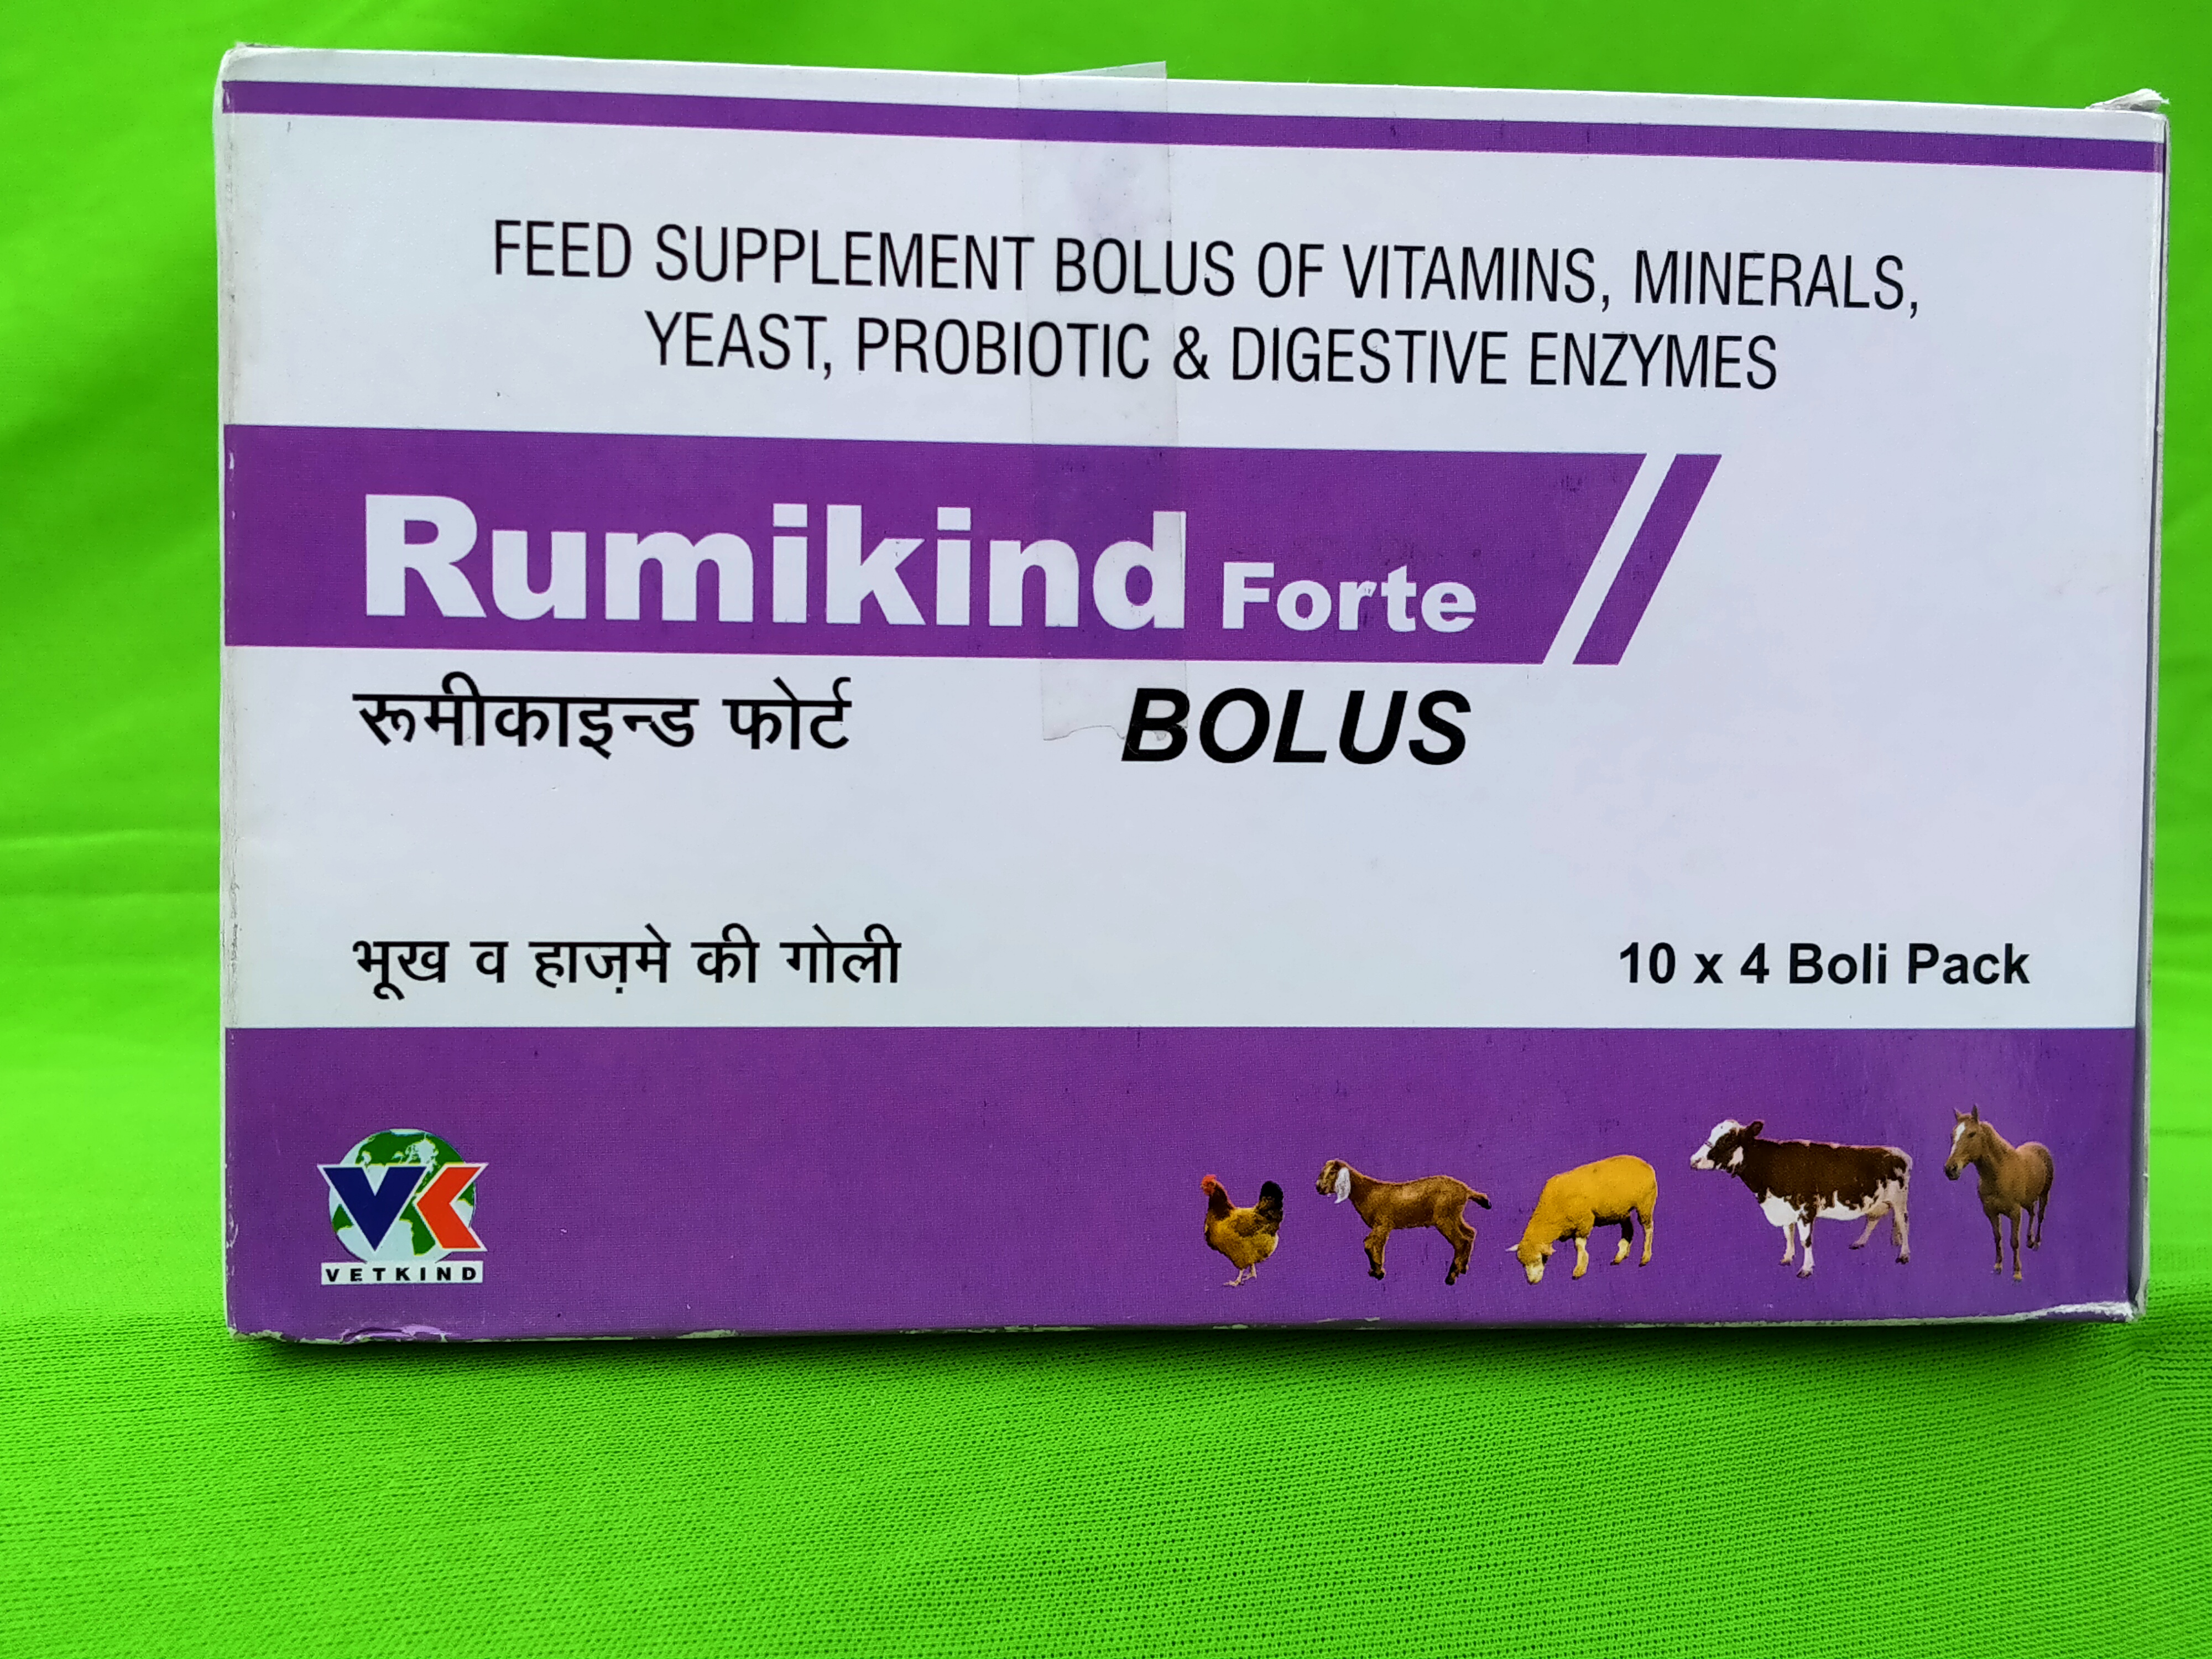 FEED SUPPLEMENT BOLUS OF VITAMINS, MINERALS,
YEAST, PROBIOTIC & DIGESTIVE ENZYMES
Rumikind Forte
रूमीकाइन्ड फोर्ट BOLUS
भूख व हाज़मे की गोली 10 x 4 Boli Pack
VK
VETKIND